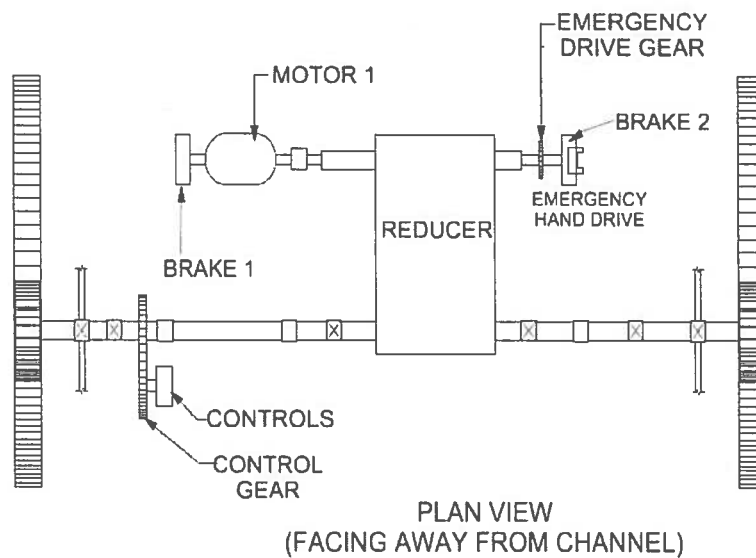 EMERGENCY
DRIVE GEAR
MOTOR 1
BRAKE 2
EMERGENCY
HAND DRIVE
REDUCER
BRAKE 1
CONTROLS
CONTROL
GEAR
PLAN VIEW
(FACING AWAY FROM CHANNEL)